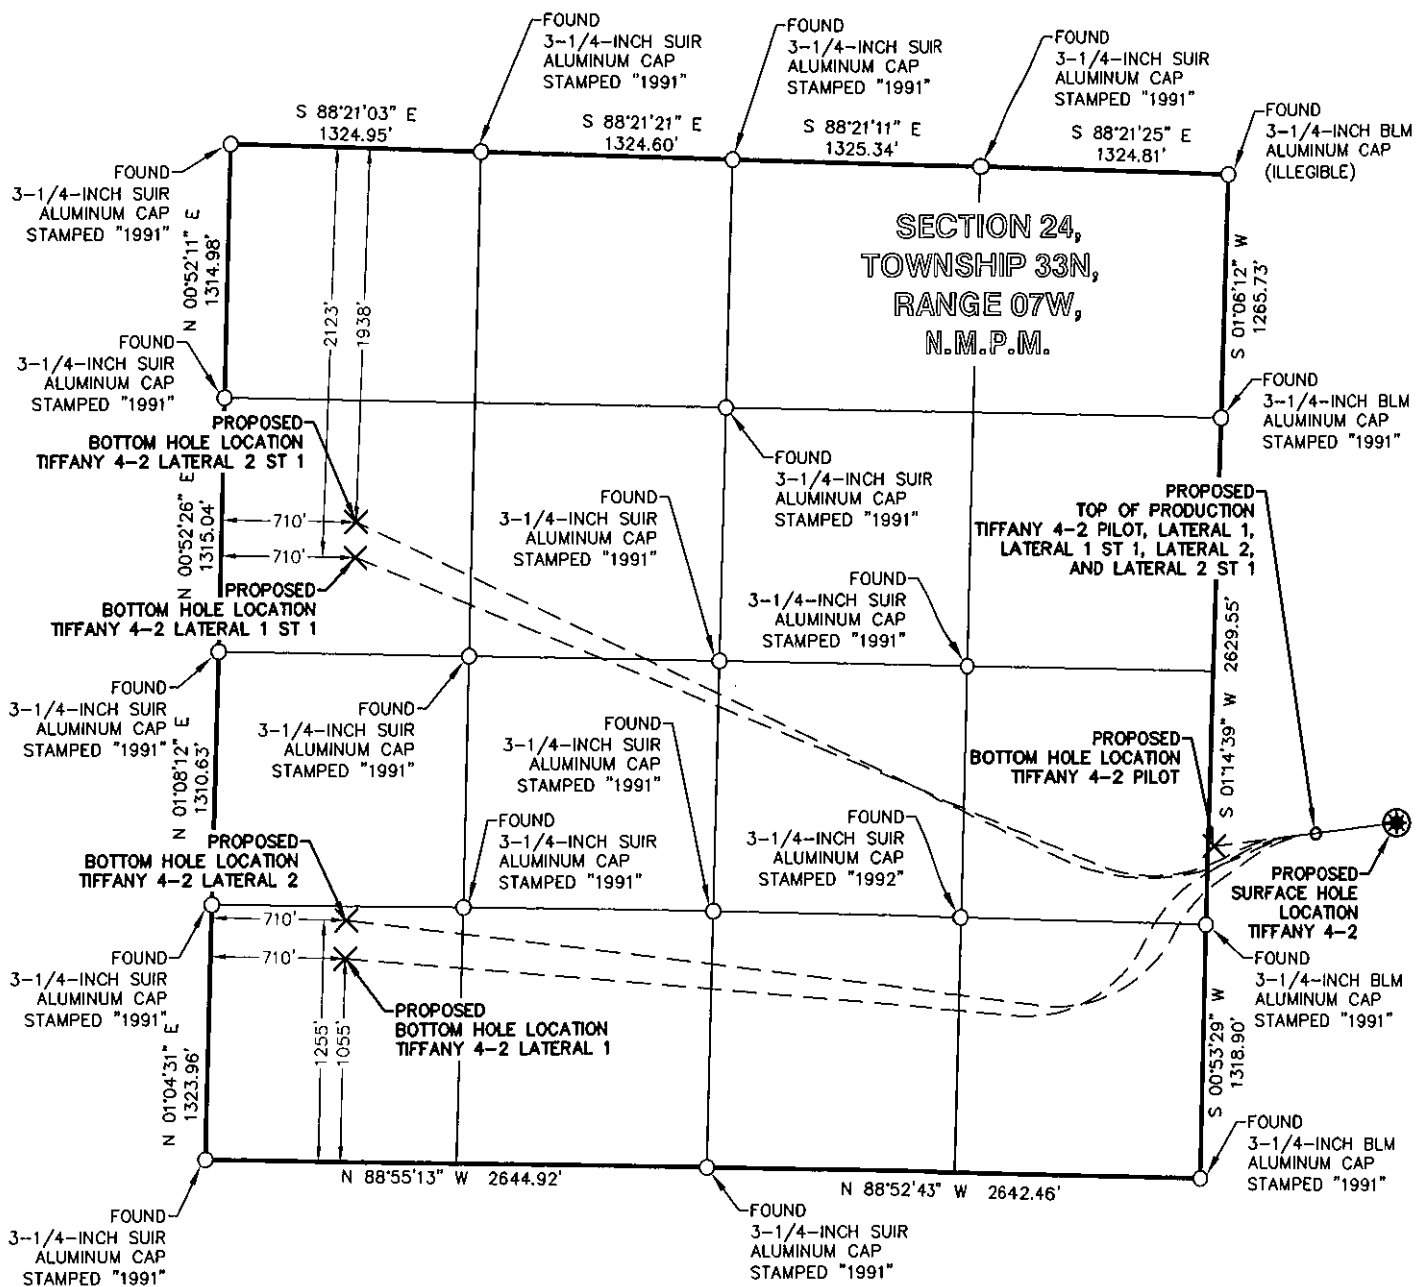 FOUND
3-1/4-INCH SUIR
ALUMINUM CAP
STAMPED "1991"
FOUND
3-1/4-INCH SUIR
ALUMINUM CAP
STAMPED "1991"
FOUND
3-1/4-INCH SUIR
ALUMINUM CAP
STAMPED "1991"
FOUND
3-1/4-INCH BLM
ALUMINUM CAP
(ILLEGIBLE)
S 88°21'03" E
1324.95'
S 88°21'21" E
1324.60'
S 88°21'11" E
1325.34'
S 88°21'25" E
1324.81'
FOUND
3-1/4-INCH SUIR
ALUMINUM CAP
STAMPED "1991"
N 00°52'11" E
1314.98'
2123'
1938'
SECTION 24,
TOWNSHIP 33N,
RANGE 07W,
N.M.P.M.
S 01°06'12" W
1265.73'
FOUND
3-1/4-INCH SUIR
ALUMINUM CAP
STAMPED "1991"
FOUND
3-1/4-INCH BLM
ALUMINUM CAP
STAMPED "1991"
PROPOSED
BOTTOM HOLE LOCATION
TIFFANY 4-2 LATERAL 2 ST 1
FOUND
3-1/4-INCH SUIR
ALUMINUM CAP
STAMPED "1991"
FOUND
3-1/4-INCH SUIR
ALUMINUM CAP
STAMPED "1991"
PROPOSED
TOP OF PRODUCTION
TIFFANY 4-2 PILOT, LATERAL 1,
LATERAL 1 ST 1, LATERAL 2,
AND LATERAL 2 ST 1
N 00°52'26" E
1315.04'
710'
710'
PROPOSED
BOTTOM HOLE LOCATION
TIFFANY 4-2 LATERAL 1 ST 1
FOUND
3-1/4-INCH SUIR
ALUMINUM CAP
STAMPED "1991"
S 01°14'39" W 2629.55'
FOUND
3-1/4-INCH SUIR
ALUMINUM CAP
STAMPED "1991"
N 01°08'12" E
1310.63'
FOUND
3-1/4-INCH SUIR
ALUMINUM CAP
STAMPED "1991"
FOUND
3-1/4-INCH SUIR
ALUMINUM CAP
STAMPED "1991"
PROPOSED
BOTTOM HOLE LOCATION
TIFFANY 4-2 PILOT
PROPOSED
BOTTOM HOLE LOCATION
TIFFANY 4-2 LATERAL 2
FOUND
3-1/4-INCH SUIR
ALUMINUM CAP
STAMPED "1991"
FOUND
3-1/4-INCH SUIR
ALUMINUM CAP
STAMPED "1992"
PROPOSED
SURFACE HOLE
LOCATION
TIFFANY 4-2
710'
710'
FOUND
3-1/4-INCH SUIR
ALUMINUM CAP
STAMPED "1991"
FOUND
3-1/4-INCH BLM
ALUMINUM CAP
STAMPED "1991"
PROPOSED
BOTTOM HOLE LOCATION
TIFFANY 4-2 LATERAL 1
1255'
1055'
N 01°04'31" E
1323.96'
S 00°53'29" W
1318.90'
FOUND
3-1/4-INCH BLM
ALUMINUM CAP
STAMPED "1991"
N 88°55'13" W 2644.92'
N 88°52'43" W 2642.46'
FOUND
3-1/4-INCH SUIR
ALUMINUM CAP
STAMPED "1991"
FOUND
3-1/4-INCH SUIR
ALUMINUM CAP
STAMPED "1991"